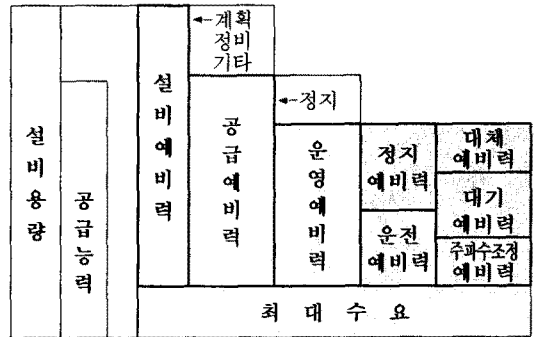 설비용량
공급능력
설비예비력
←계획
정비
기타
공급예비력
←정지
운영예비력
정지
예비력
운전
예비력
대체
예비력
대기
예비력
주파수조정
예비력
최대수요